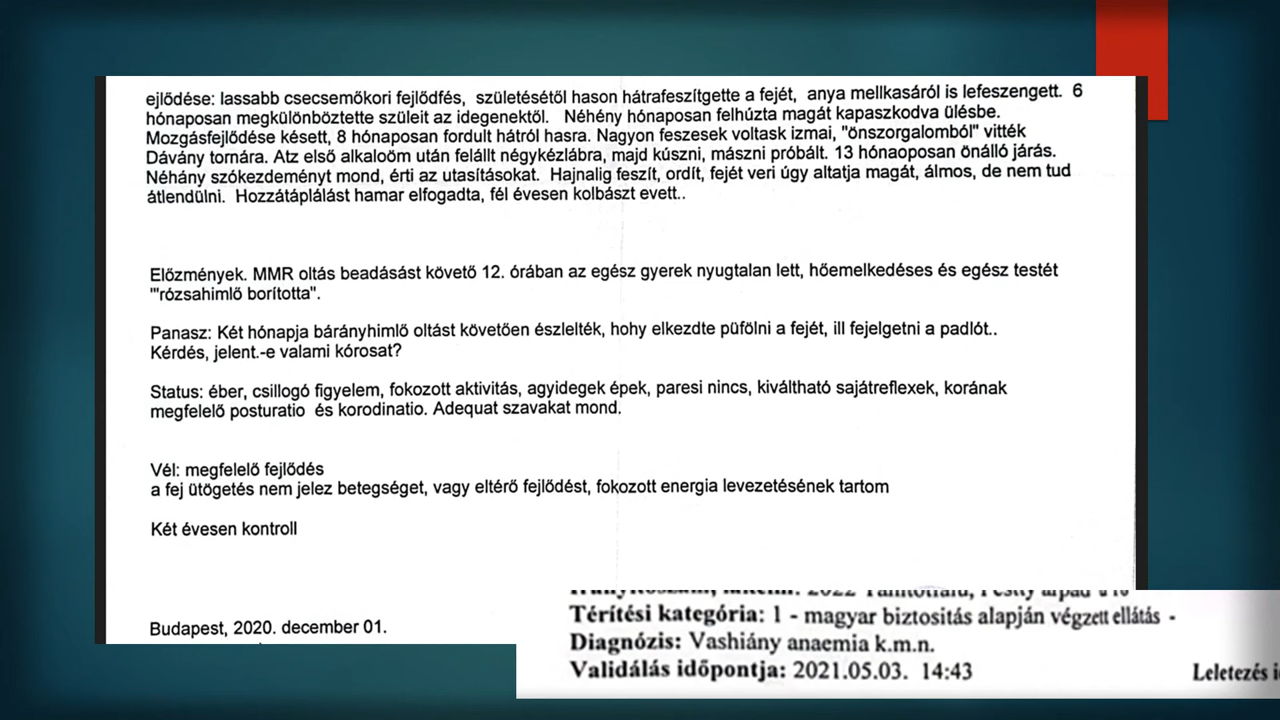 ejlődése: lassabb csecsemőkori fejlődfés, születésétől hason hátrafeszítgette a fejét, anya mellkasáról is lefeszengett. 6
hónaposan megkülönböztette szüleit az idegenektől. Néhény hónaposan felhúzta magát kapaszkodva ülésbe.
Mozgásfejlődése késett, 8 hónaposan fordult hátról hasra. Nagyon feszesek voltask izmai, "önszorgalomból" vitték
Dávány tornára. Atz első alkaloöm után felállt négykézlábra, majd kúszni, mászni próbált. 13 hónaoposan önálló járás.
Néhány szókezdeményt mond, érti az utasításokat. Hajnalig feszít, ordít, fejét veri úgy altatja magát, álmos, de nem tud
átlendülni. Hozzátáplálást hamar elfogadta, fél évesen kolbászt evett..
Előzmények. MMR oltás beadásást követő 12. órában az egész gyerek nyugtalan lett, hőemelkedéses és egész testét
'"rózsahimlő borította".
Panasz: Két hónapja bárányhimlő oltást követően észlelték, hohy elkezdte püfölni a fejét, ill fejelgetni a padlót..
Kérdés, jelent.-e valami kórosat?
Status: éber, csillogó figyelem, fokozott aktivitás, agyidegek épek, paresi nincs, kiváltható sajátreflexek, korának
megfelelő posturatio és korodinatio. Adequat szavakat mond.
Vél: megfelelő fejlődés
a fej ütögetés nem jelez betegséget, vagy eltérő fejlődést, fokozott energia levezetésének tartom
Két évesen kontroll
Budapest, 2020. december 01.
Térítési kategória: 1 - magyar biztositás alapján végzett ellátás -
Diagnózis: Vashiány anaemia k.m.n.
Validálás időpontja: 2021.05.03. 14:43
Leletezés i